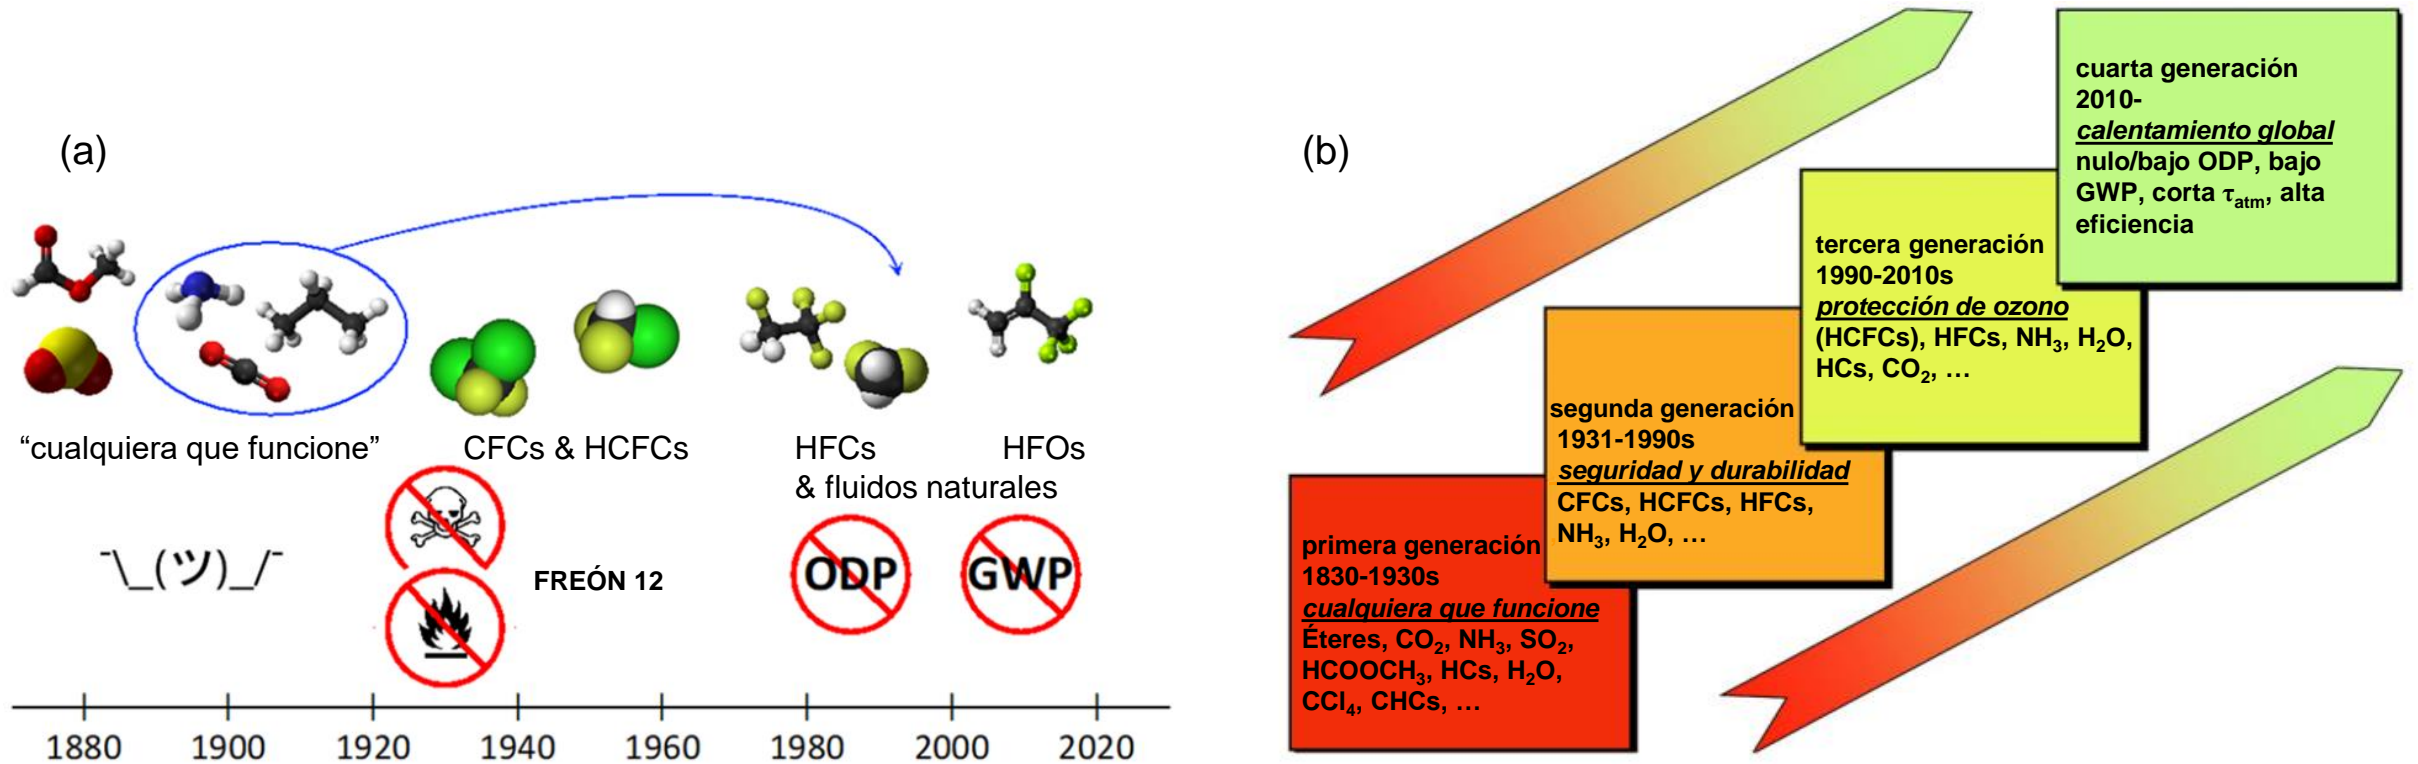 (a)
“cualquiera que funcione”
CFCs & HCFCs
HFCs
& fluidos naturales
HFOs
¯\_(ツ)_/¯
FREÓN 12
ODP
GWP
1880 1900 1920 1940 1960 1980 2000 2020
(b)
primera generación
1830-1930s
cualquiera que funcione
Éteres, CO₂, NH₃, SO₂,
HCOOCH₃, HCs, H₂O,
CCl₄, CHCs, …
segunda generación
1931-1990s
seguridad y durabilidad
CFCs, HCFCs, HFCs,
NH₃, H₂O, …
tercera generación
1990-2010s
protección de ozono
(HCFCs), HFCs, NH₃, H₂O,
HCs, CO₂, …
cuarta generación
2010-
calentamiento global
nulo/bajo ODP, bajo
GWP, corta τatm, alta
eficiencia